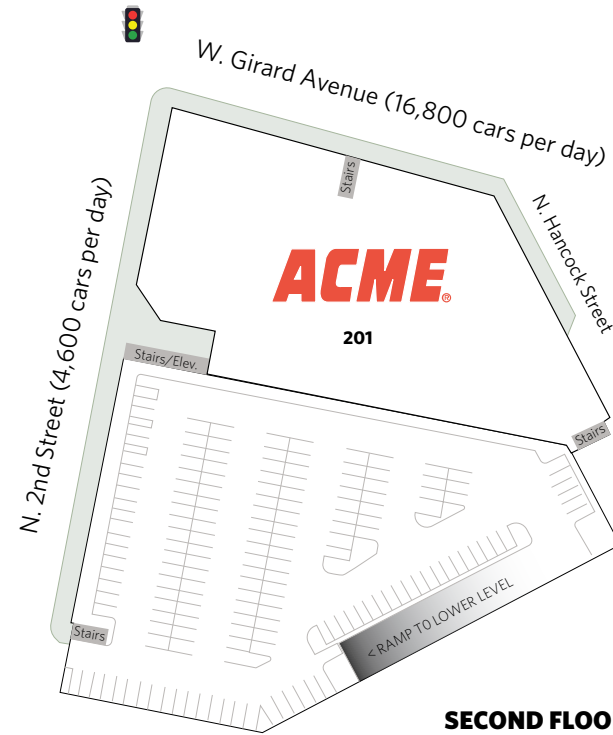 W. Girard Avenue (16,800 cars per day)
Stairs
N. Hancock Street
N. 2nd Street (4,600 cars per day)
ACME®
201
Stairs/Elev.
Stairs
Stairs
< RAMP TO LOWER LEVEL
SECOND FLOO